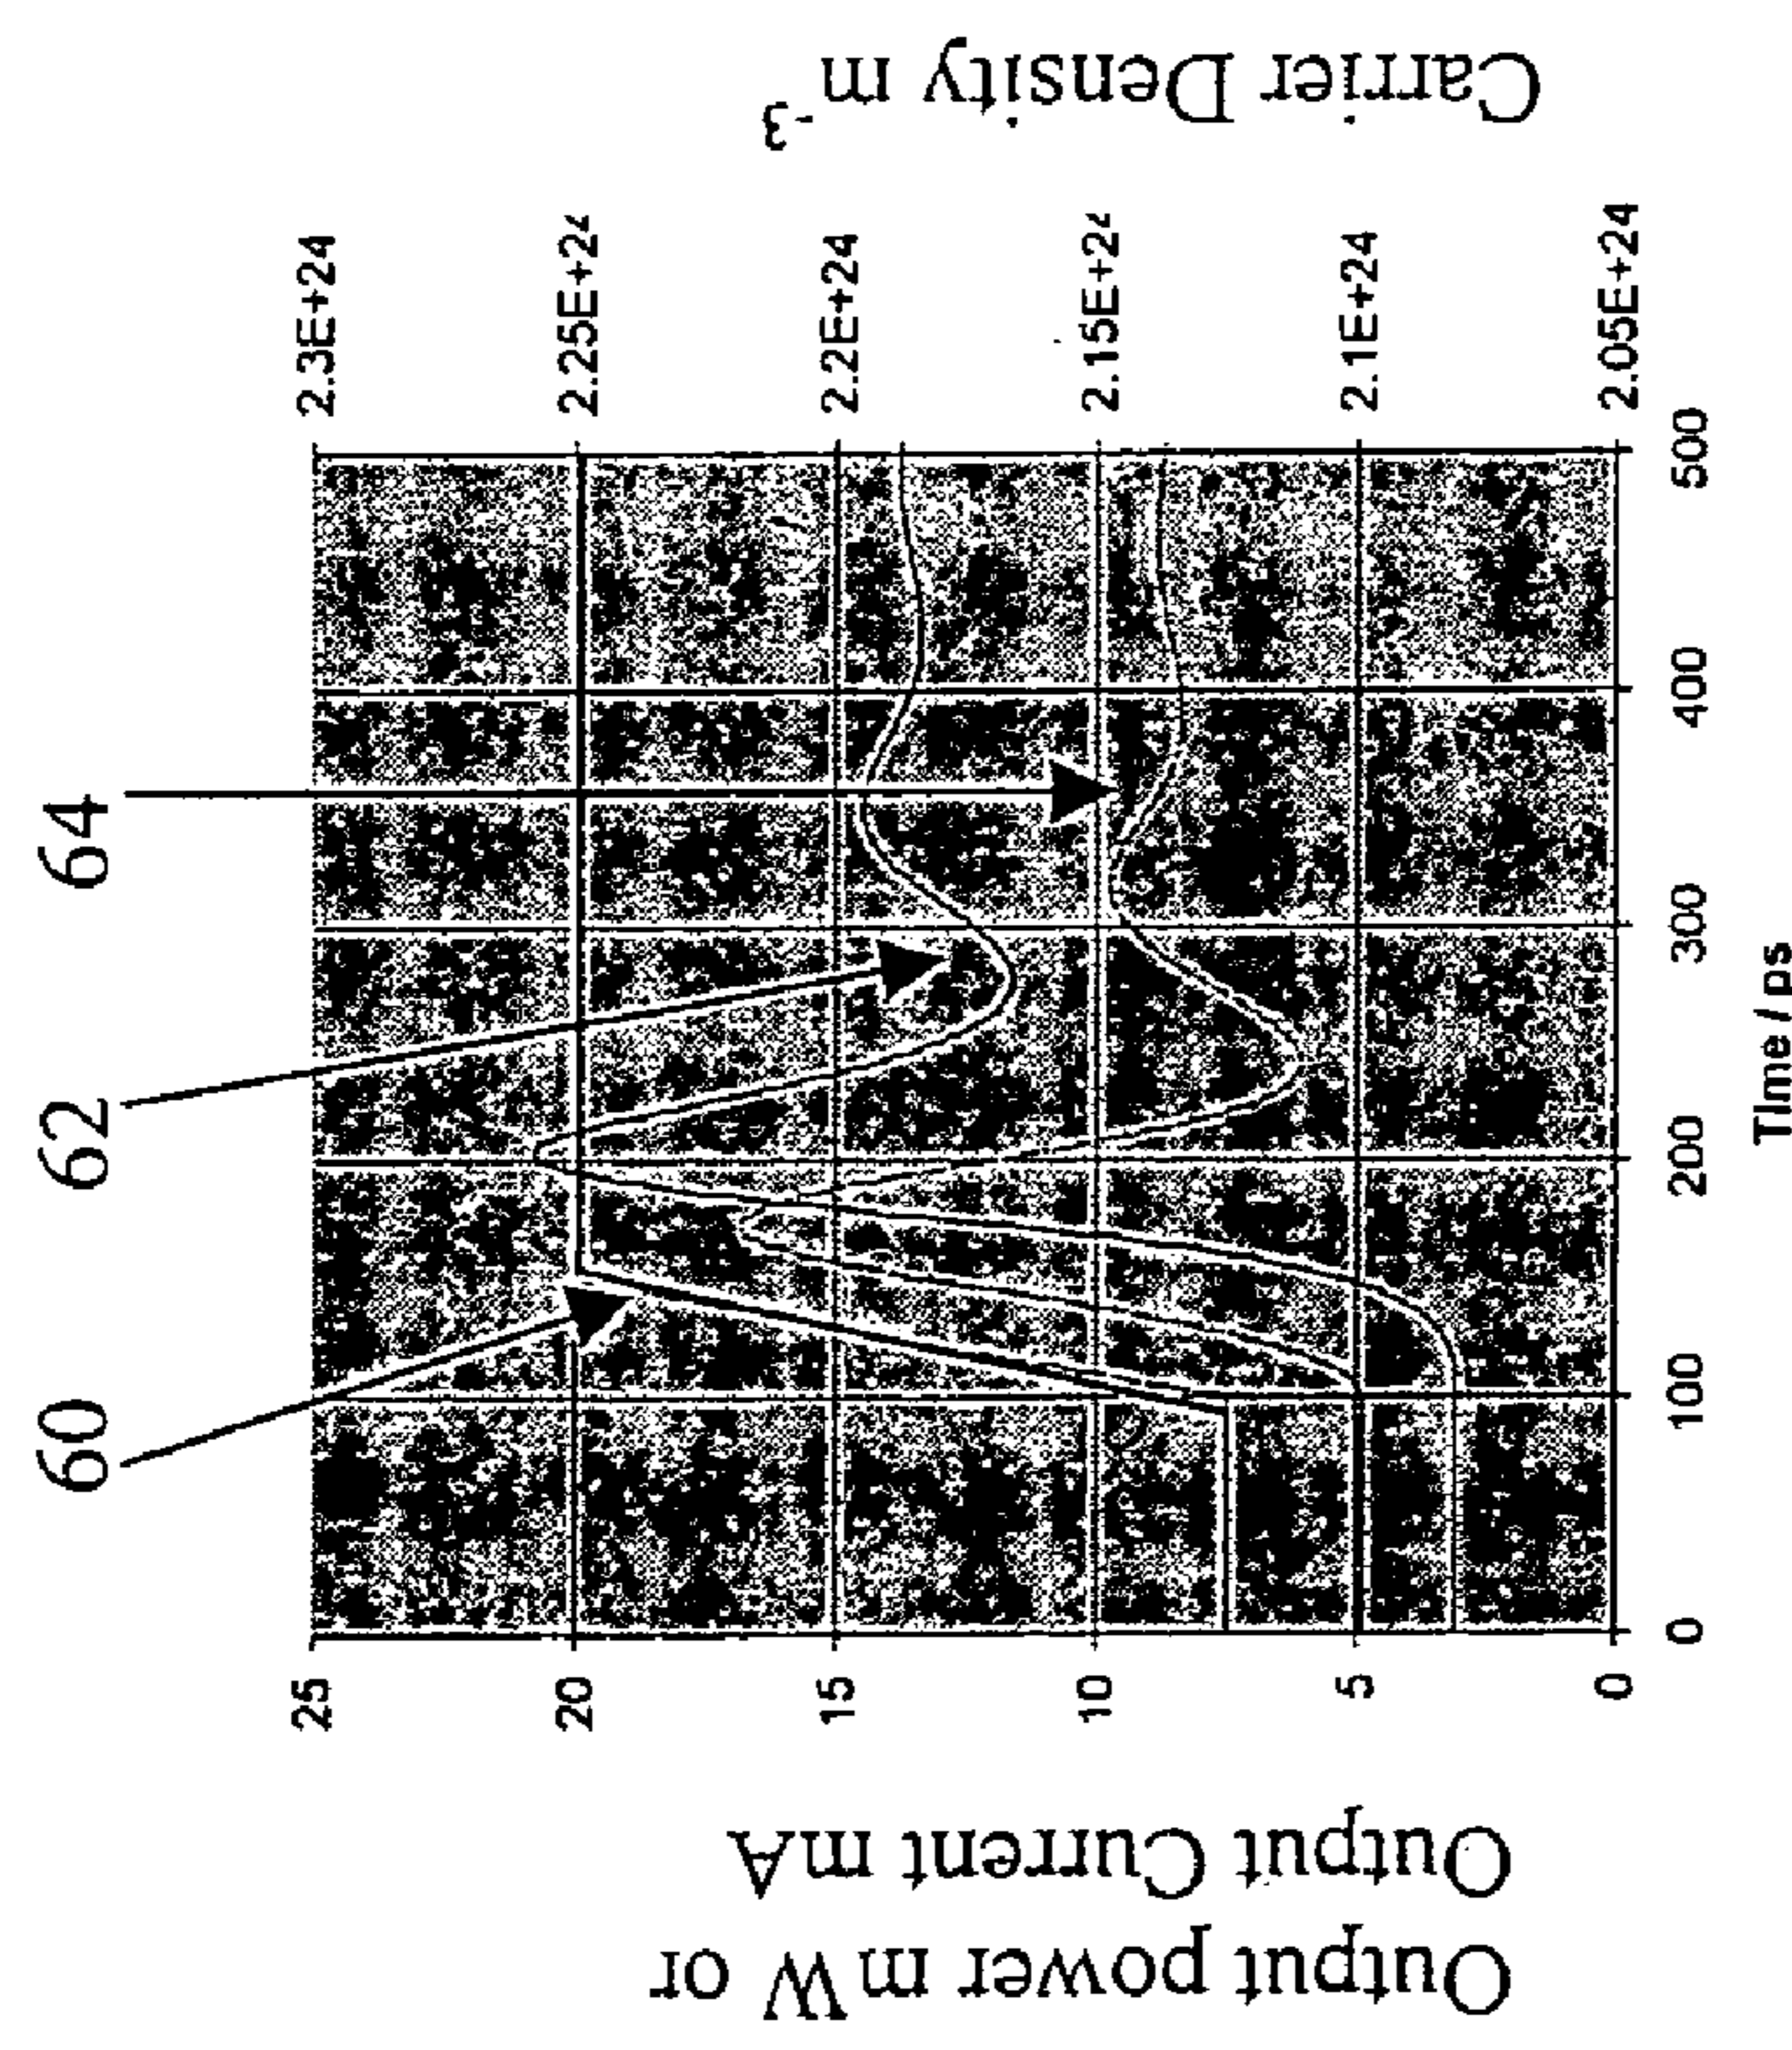 60
62
64
Output power mW or
Output Current mA
25
20
15
10
5
0
0
100
200
300
400
500
Time / ps
2.3E+24
2.25E+24
2.2E+24
2.15E+24
2.1E+24
2.05E+24
Carrier Density m⁻³